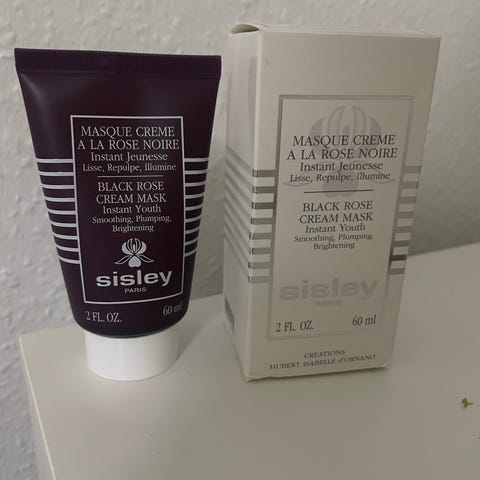 MASQUE CREME
A LA ROSE NOIRE
Instant Jeunesse
Lisse, Repulpe, Illumine
BLACK ROSE
CREAM MASK
Instant Youth
Smoothing, Plumping,
Brightening
sisley
PARIS
2 FL. OZ. 60 ml
MASQUE CREME
A LA ROSE NOIRE
Instant Jeunesse
Lisse, Repulpe, Illumine
BLACK ROSE
CREAM MASK
Instant Youth
Smoothing, Plumping,
Brightening
sisley
PARIS
2 FL. OZ. 60 ml
CREATIONS
HUBERT ISABELLE d'ORNANO